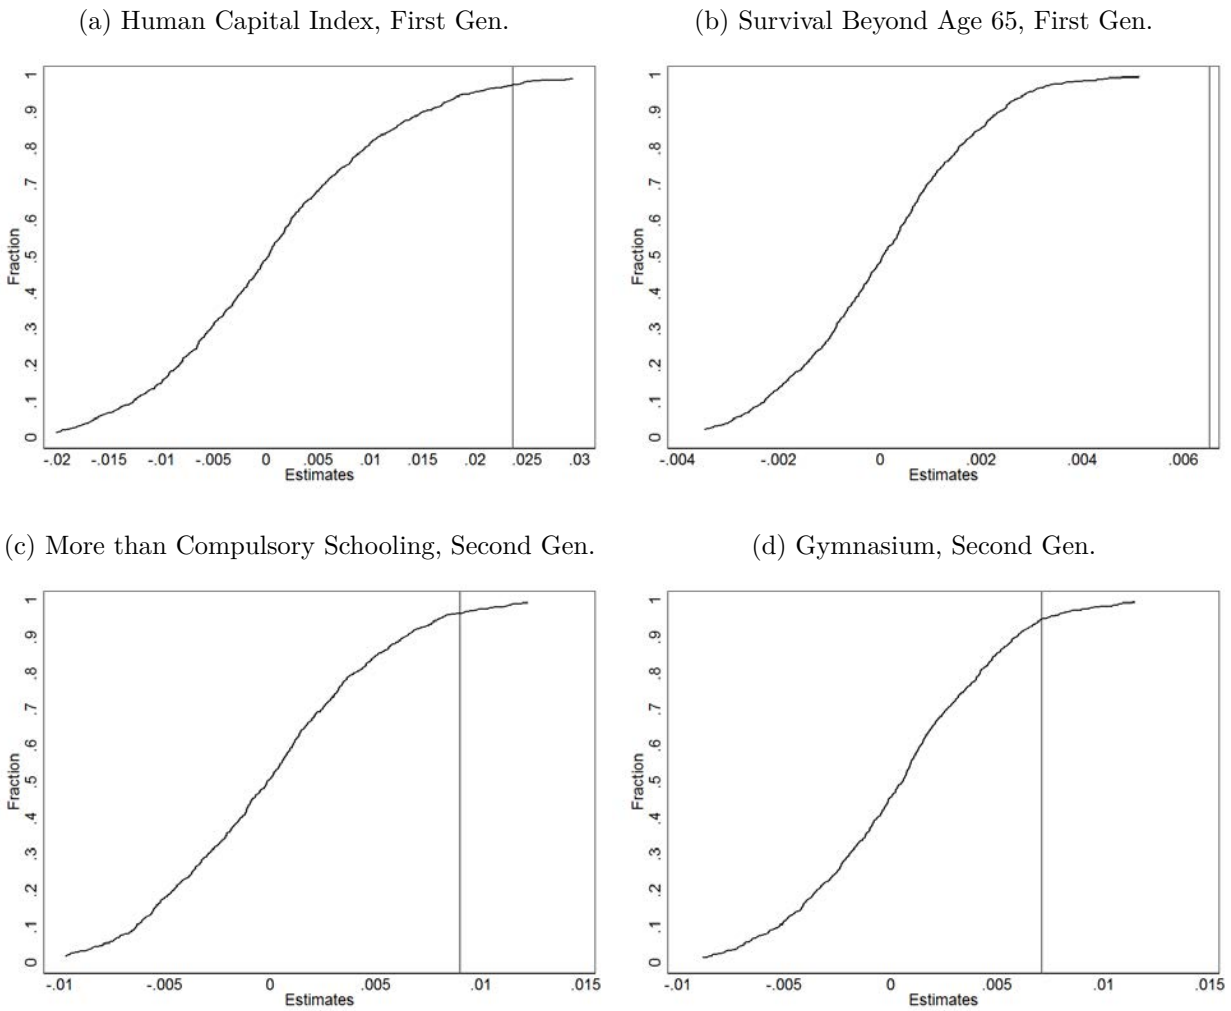 (a) Human Capital Index, First Gen.
(b) Survival Beyond Age 65, First Gen.
1
.9
.8
.7
.6
.5
.4
.3
.2
.1
0
Fraction
-.02 -.015 -.01 -.005 0 .005 .01 .015 .02 .025 .03
Estimates
1
.9
.8
.7
.6
.5
.4
.3
.2
.1
0
Fraction
-.004 -.002 0 .002 .004 .006
Estimates
(c) More than Compulsory Schooling, Second Gen.
(d) Gymnasium, Second Gen.
1
.9
.8
.7
.6
.5
.4
.3
.2
.1
0
Fraction
-.01 -.005 0 .005 .01 .015
Estimates
1
.9
.8
.7
.6
.5
.4
.3
.2
.1
0
Fraction
-.01 -.005 0 .005 .01 .015
Estimates